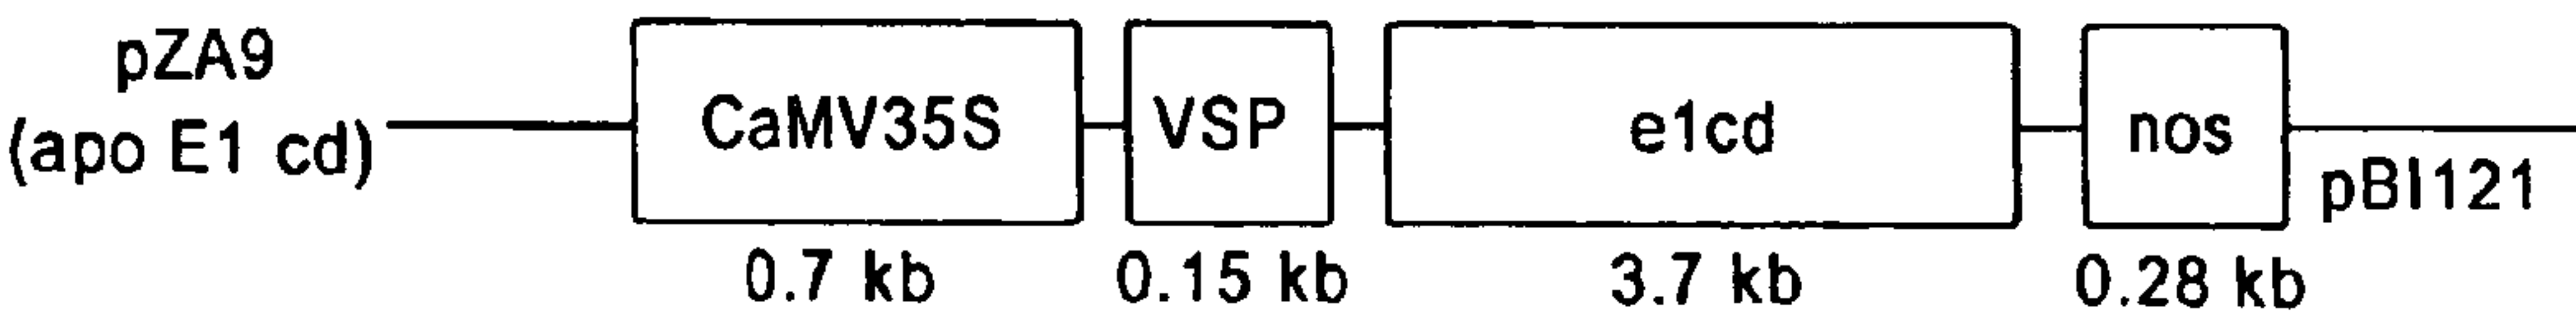 pZA9
(apo E1 cd)
CaMV35S
VSP
e1cd
nos
pBI121
0.7 kb
0.15 kb
3.7 kb
0.28 kb